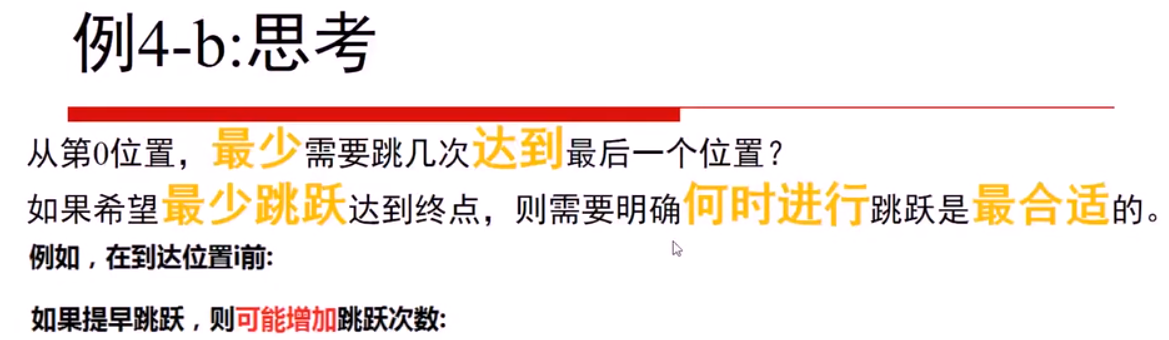 例4-b:思考
从第0位置，最少需要跳几次达到最后一个位置？
如果希望最少跳跃达到终点，则需要明确何时进行跳跃是最合适的。
例如，在到达位置i前:
如果提早跳跃，则可能增加跳跃次数: